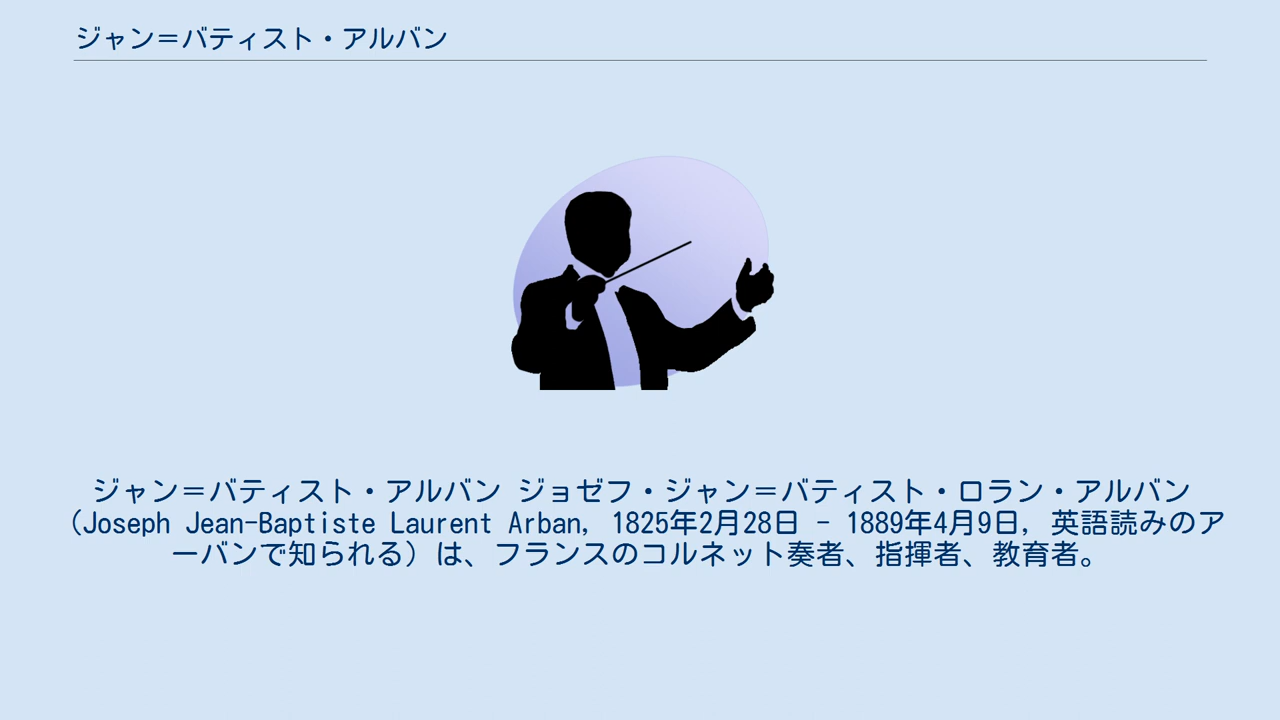 ジャン＝バティスト・アルバン
ジャン＝バティスト・アルバン ジョゼフ・ジャン＝バティスト・ロラン・アルバン
（Joseph Jean-Baptiste Laurent Arban, 1825年2月28日 - 1889年4月9日, 英語読みのア
ーバンで知られる）は、フランスのコルネット奏者、指揮者、教育者。